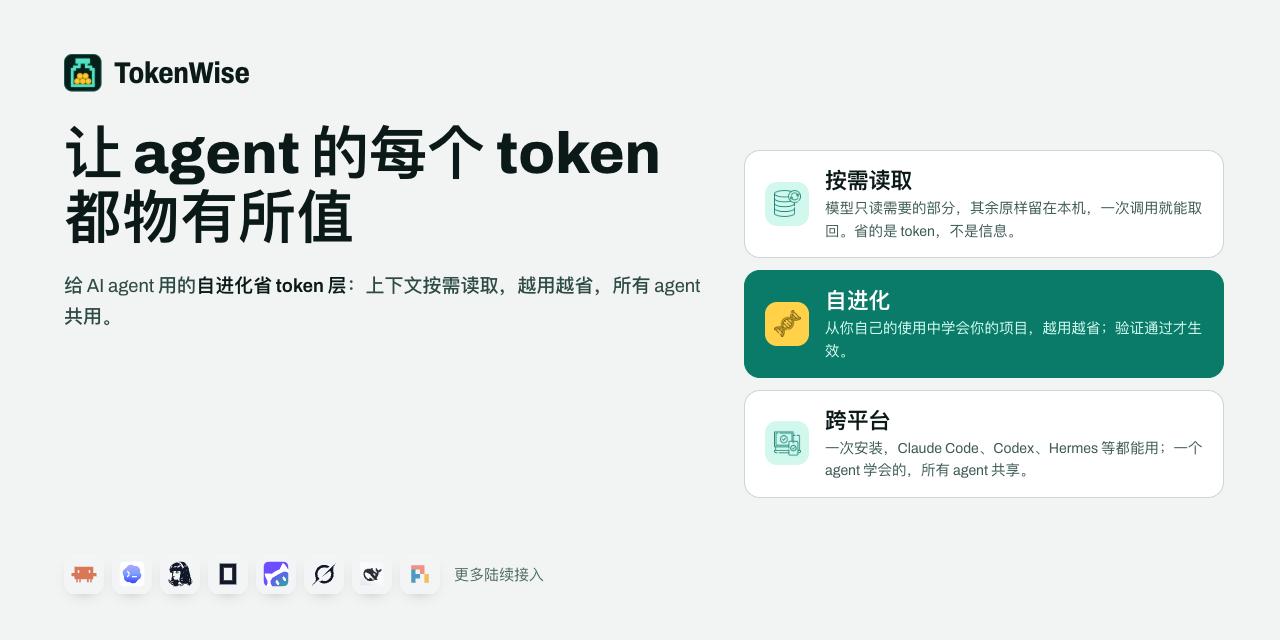 TokenWise
让 agent 的每个 token
都物有所值
给 AI agent 用的自进化省 token 层：上下文按需读取，越用越省，所有 agent
共用。
按需读取
模型只读需要的部分，其余原样留在本机，一次调用就能取
回。省的是 token，不是信息。
自进化
从你自己的使用中学会你的项目，越用越省；验证通过才生
效。
跨平台
一次安装，Claude Code、Codex、Hermes 等都能用；一个
agent 学会的，所有 agent 共享。
更多陆续接入